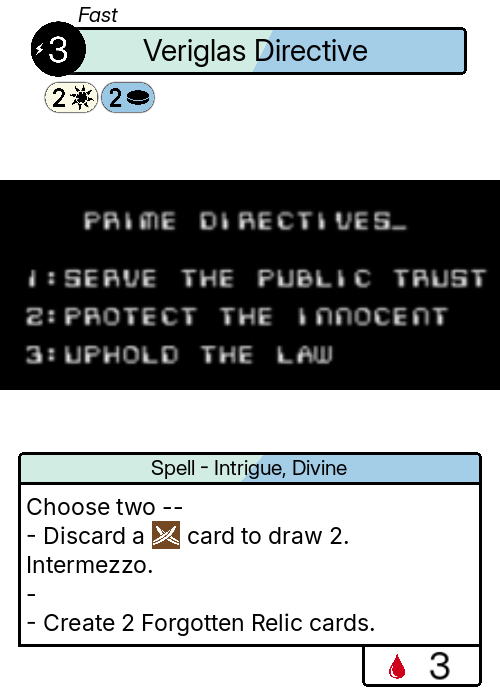 Fast
3
Veriglas Directive
2 2
PRIME DIRECTIVES_
1:SERVE THE PUBLIC TRUST
2:PROTECT THE INNOCENT
3:UPHOLD THE LAW
Spell - Intrigue, Divine
Choose two --
- Discard a card to draw 2.
Intermezzo.
-
- Create 2 Forgotten Relic cards.
3